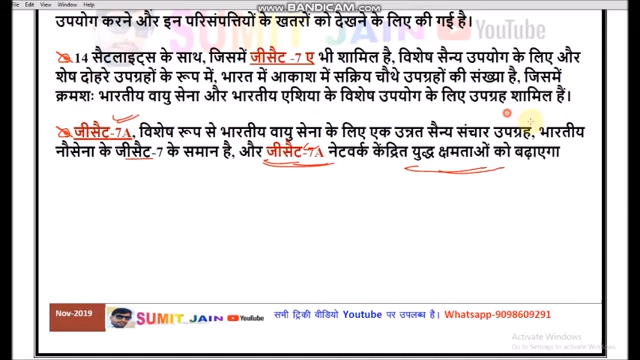 www.BANDICAM.com
File Edit View Window Help
उपयोग करने और इन परिसंपत्तियों के खतरों को देखने के लिए की गई है।
14 सैटलाइट्स के साथ, जिसमें जीसैट -7 ए भी शामिल है, विशेष सैन्य उपयोग के लिए और
शेष दोहरे उपग्रहों के रूप में, भारत में आकाश में सक्रिय चौथे उपग्रहों की संख्या है, जिसमें
क्रमशः भारतीय वायु सेना और भारतीय एशिया के विशेष उपयोग के लिए उपग्रह शामिल हैं।
जीसैट-7A, विशेष रूप से भारतीय वायु सेना के लिए एक उन्नत सैन्य संचार उपग्रह, भारतीय
नौसेना के जीसैट-7 के समान है, और जीसैट-7A नेटवर्क केंद्रित युद्ध क्षमताओं को बढ़ाएगा
Nov-2019 SUMIT JAIN YouTube सभी ट्रिकी वीडियो Youtube पर उपलब्ध है। Whatsapp-9098609291
Activate Windows
Go to Settings to activate Windows.